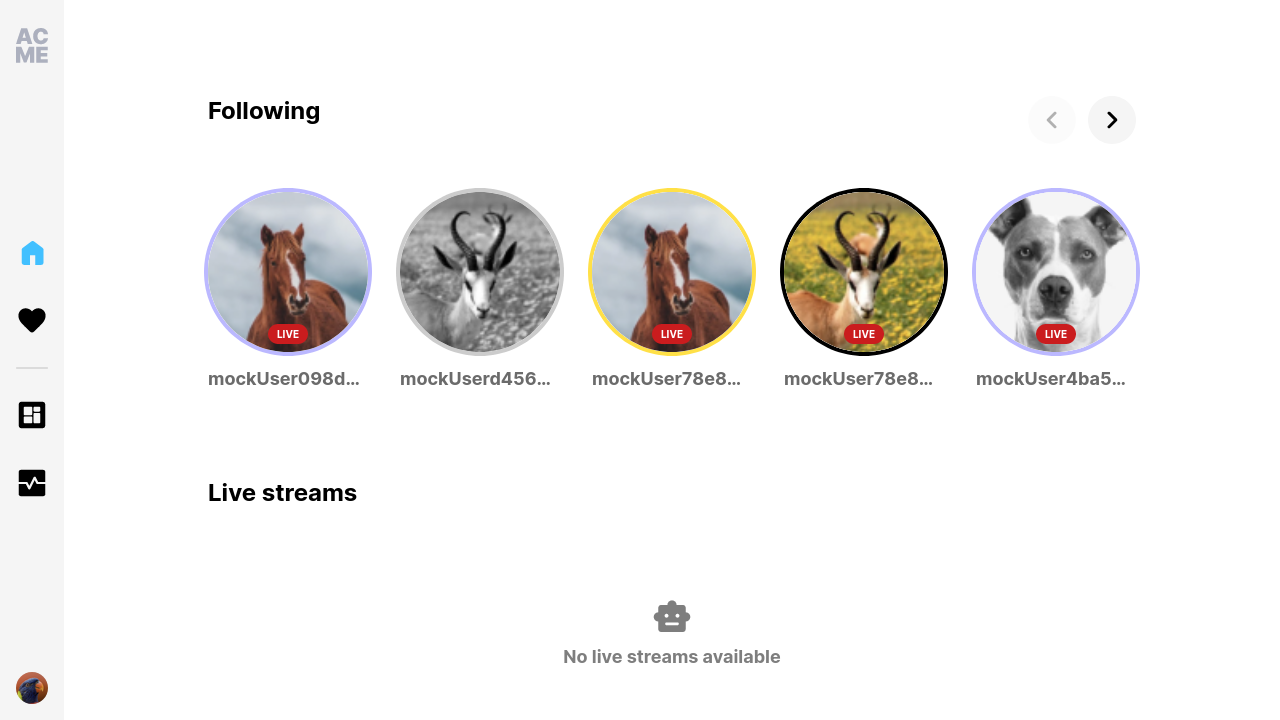 AC
ME
Following
LIVE
LIVE
LIVE
LIVE
mockUser098d...
mockUserd456...
mockUser78e8...
mockUser78e8...
mockUser4ba5...
Live streams
No live streams available